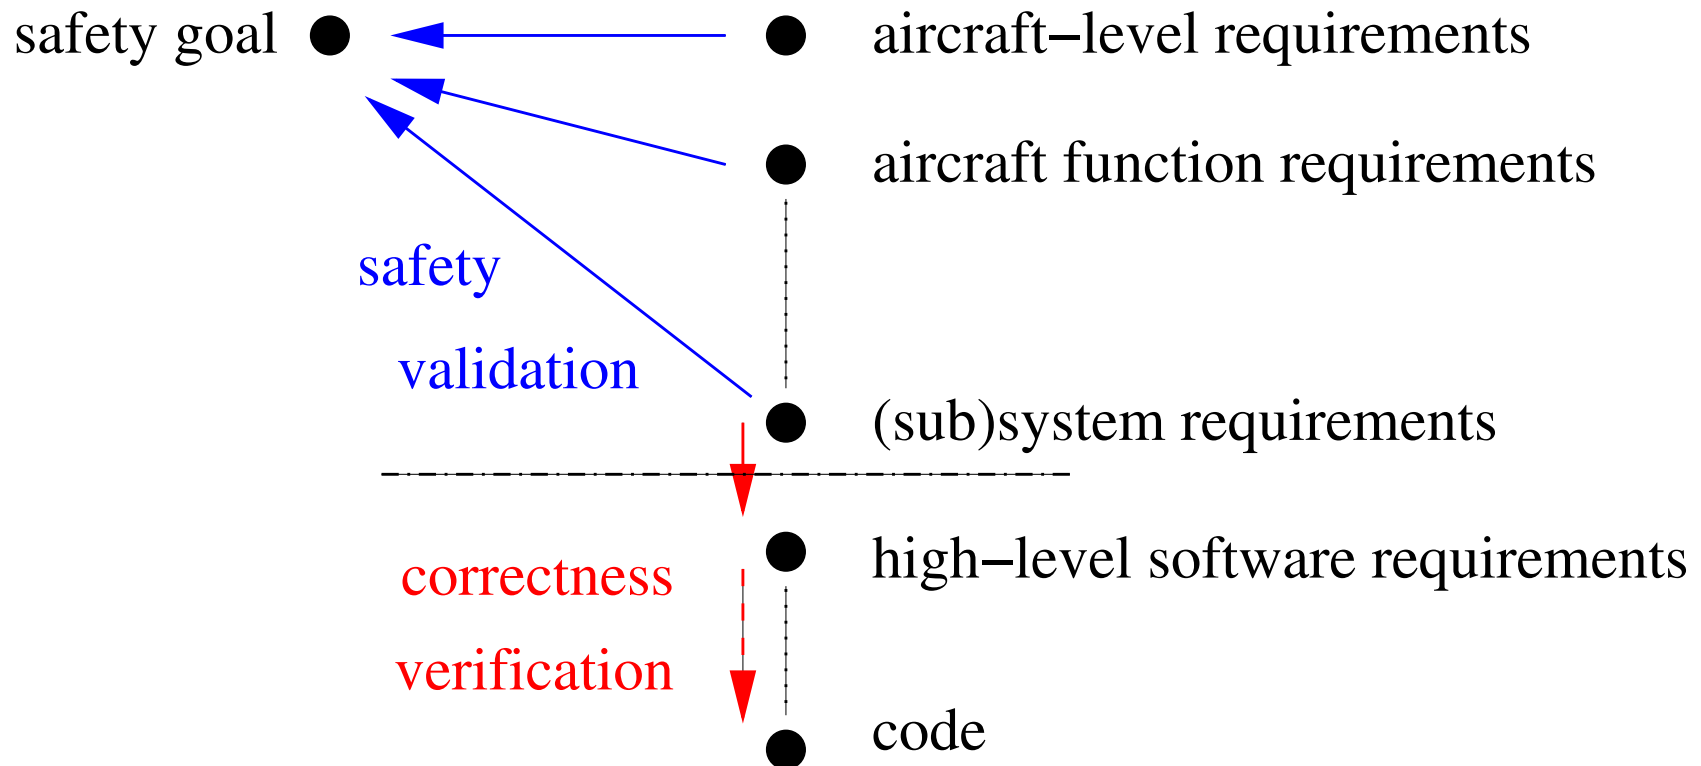 safety goal
aircraft−level requirements
aircraft function requirements
safety
validation
(sub)system requirements
high−level software requirements
correctness
verification
code